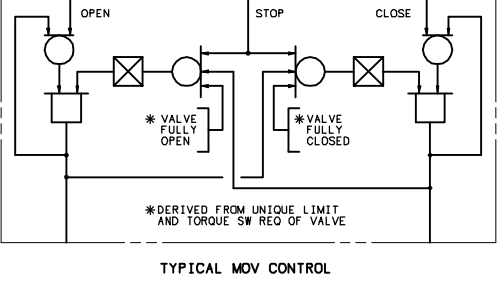 OPEN
STOP
CLOSE
* VALVE
FULLY
OPEN
* VALVE
FULLY
CLOSED
* DERIVED FROM UNIQUE LIMIT
AND TORQUE SW REQ OF VALVE
TYPICAL MOV CONTROL